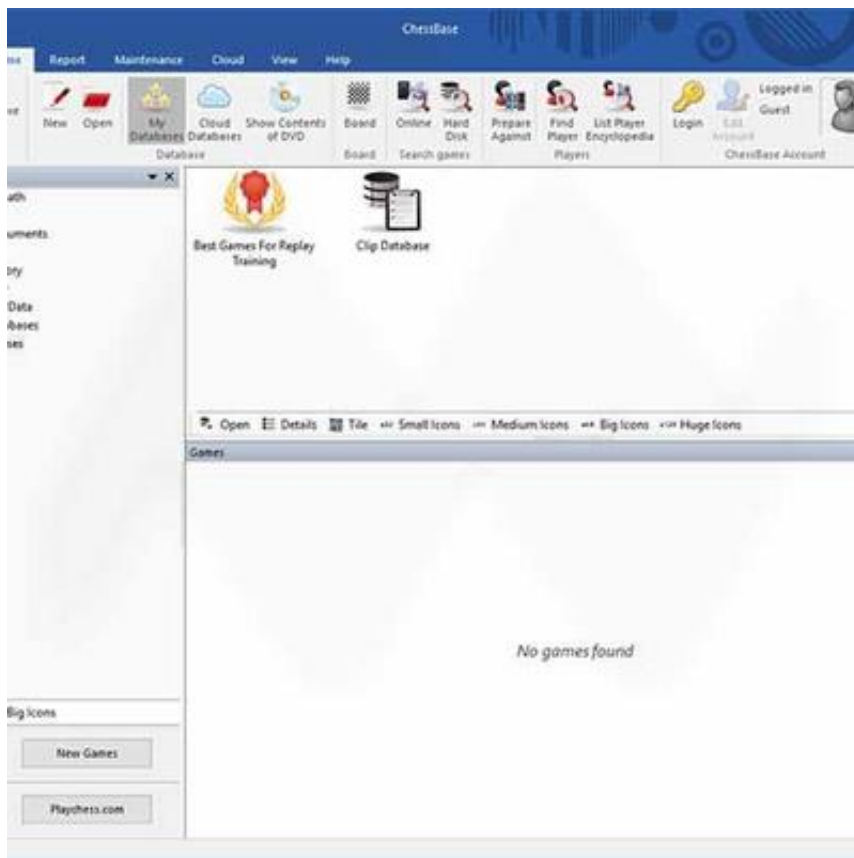 ChessBase
Report Maintenance Cloud View Help
New Open My Databases Cloud Databases Show Contents of DVD Board Online Hard Disk Prepare Against Find Player List Player Encyclopedia Login Edit Account Logged in Guest
Database Board Search games Players ChessBase Account
Best Games For Replay Training
Clip Database
Data
Open Details Tile Small Icons Medium Icons Big Icons Huge Icons
Games
No games found
Big Icons
New Games
Playchess.com